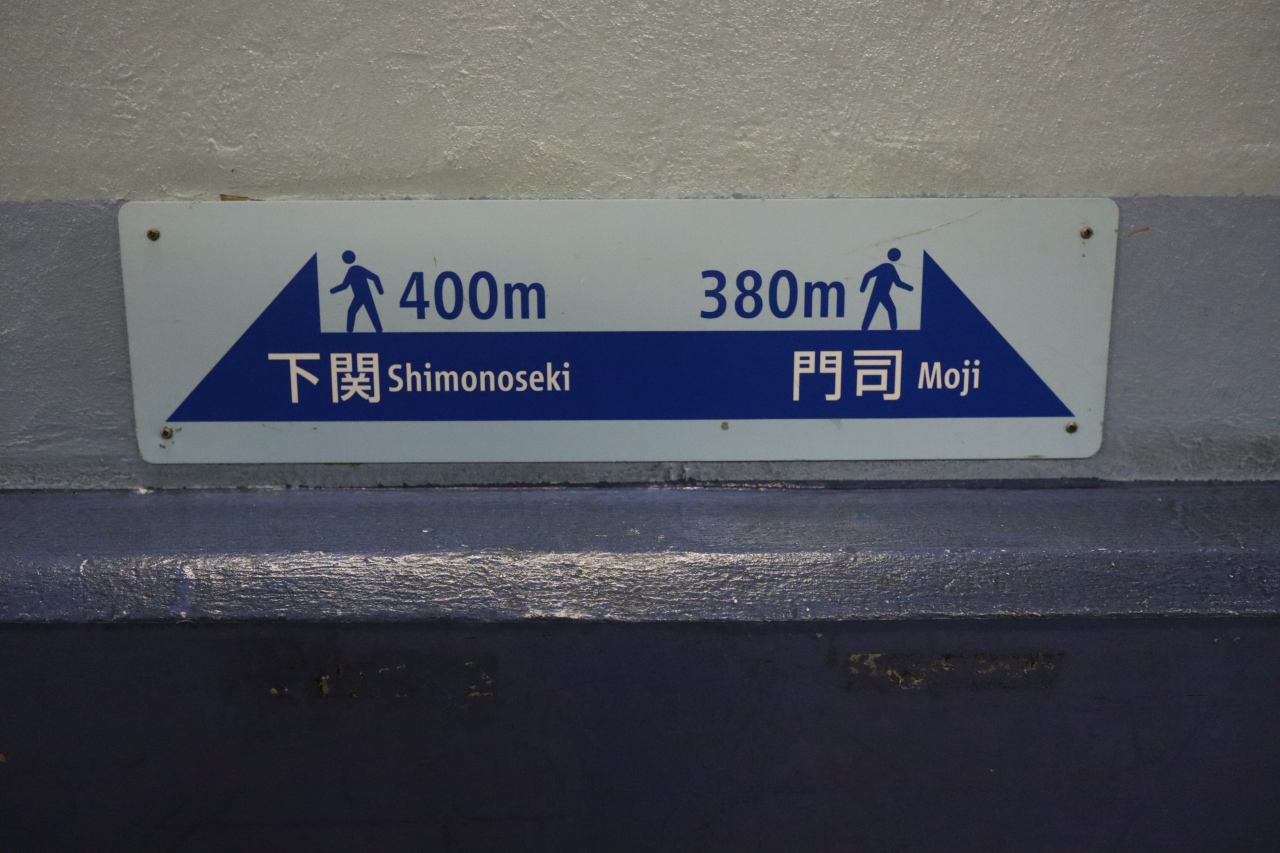 400m 380m
下関 Shimonoseki 門司 Moji